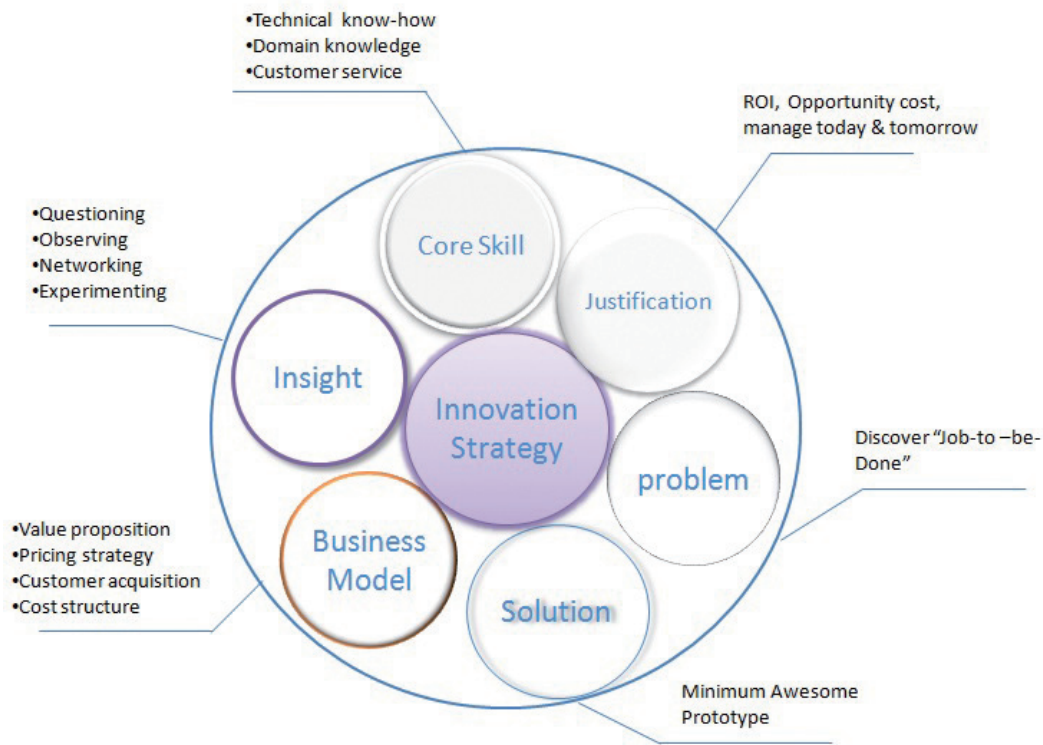 •Technical know-how
•Domain knowledge
•Customer service
ROI, Opportunity cost,
manage today & tomorrow
•Questioning
•Observing
•Networking
•Experimenting
Core Skill
Justification
Insight
Innovation
Strategy
problem
Discover “Job-to –be-
Done”
•Value proposition
•Pricing strategy
•Customer acquisition
•Cost structure
Business
Model
Solution
Minimum Awesome
Prototype